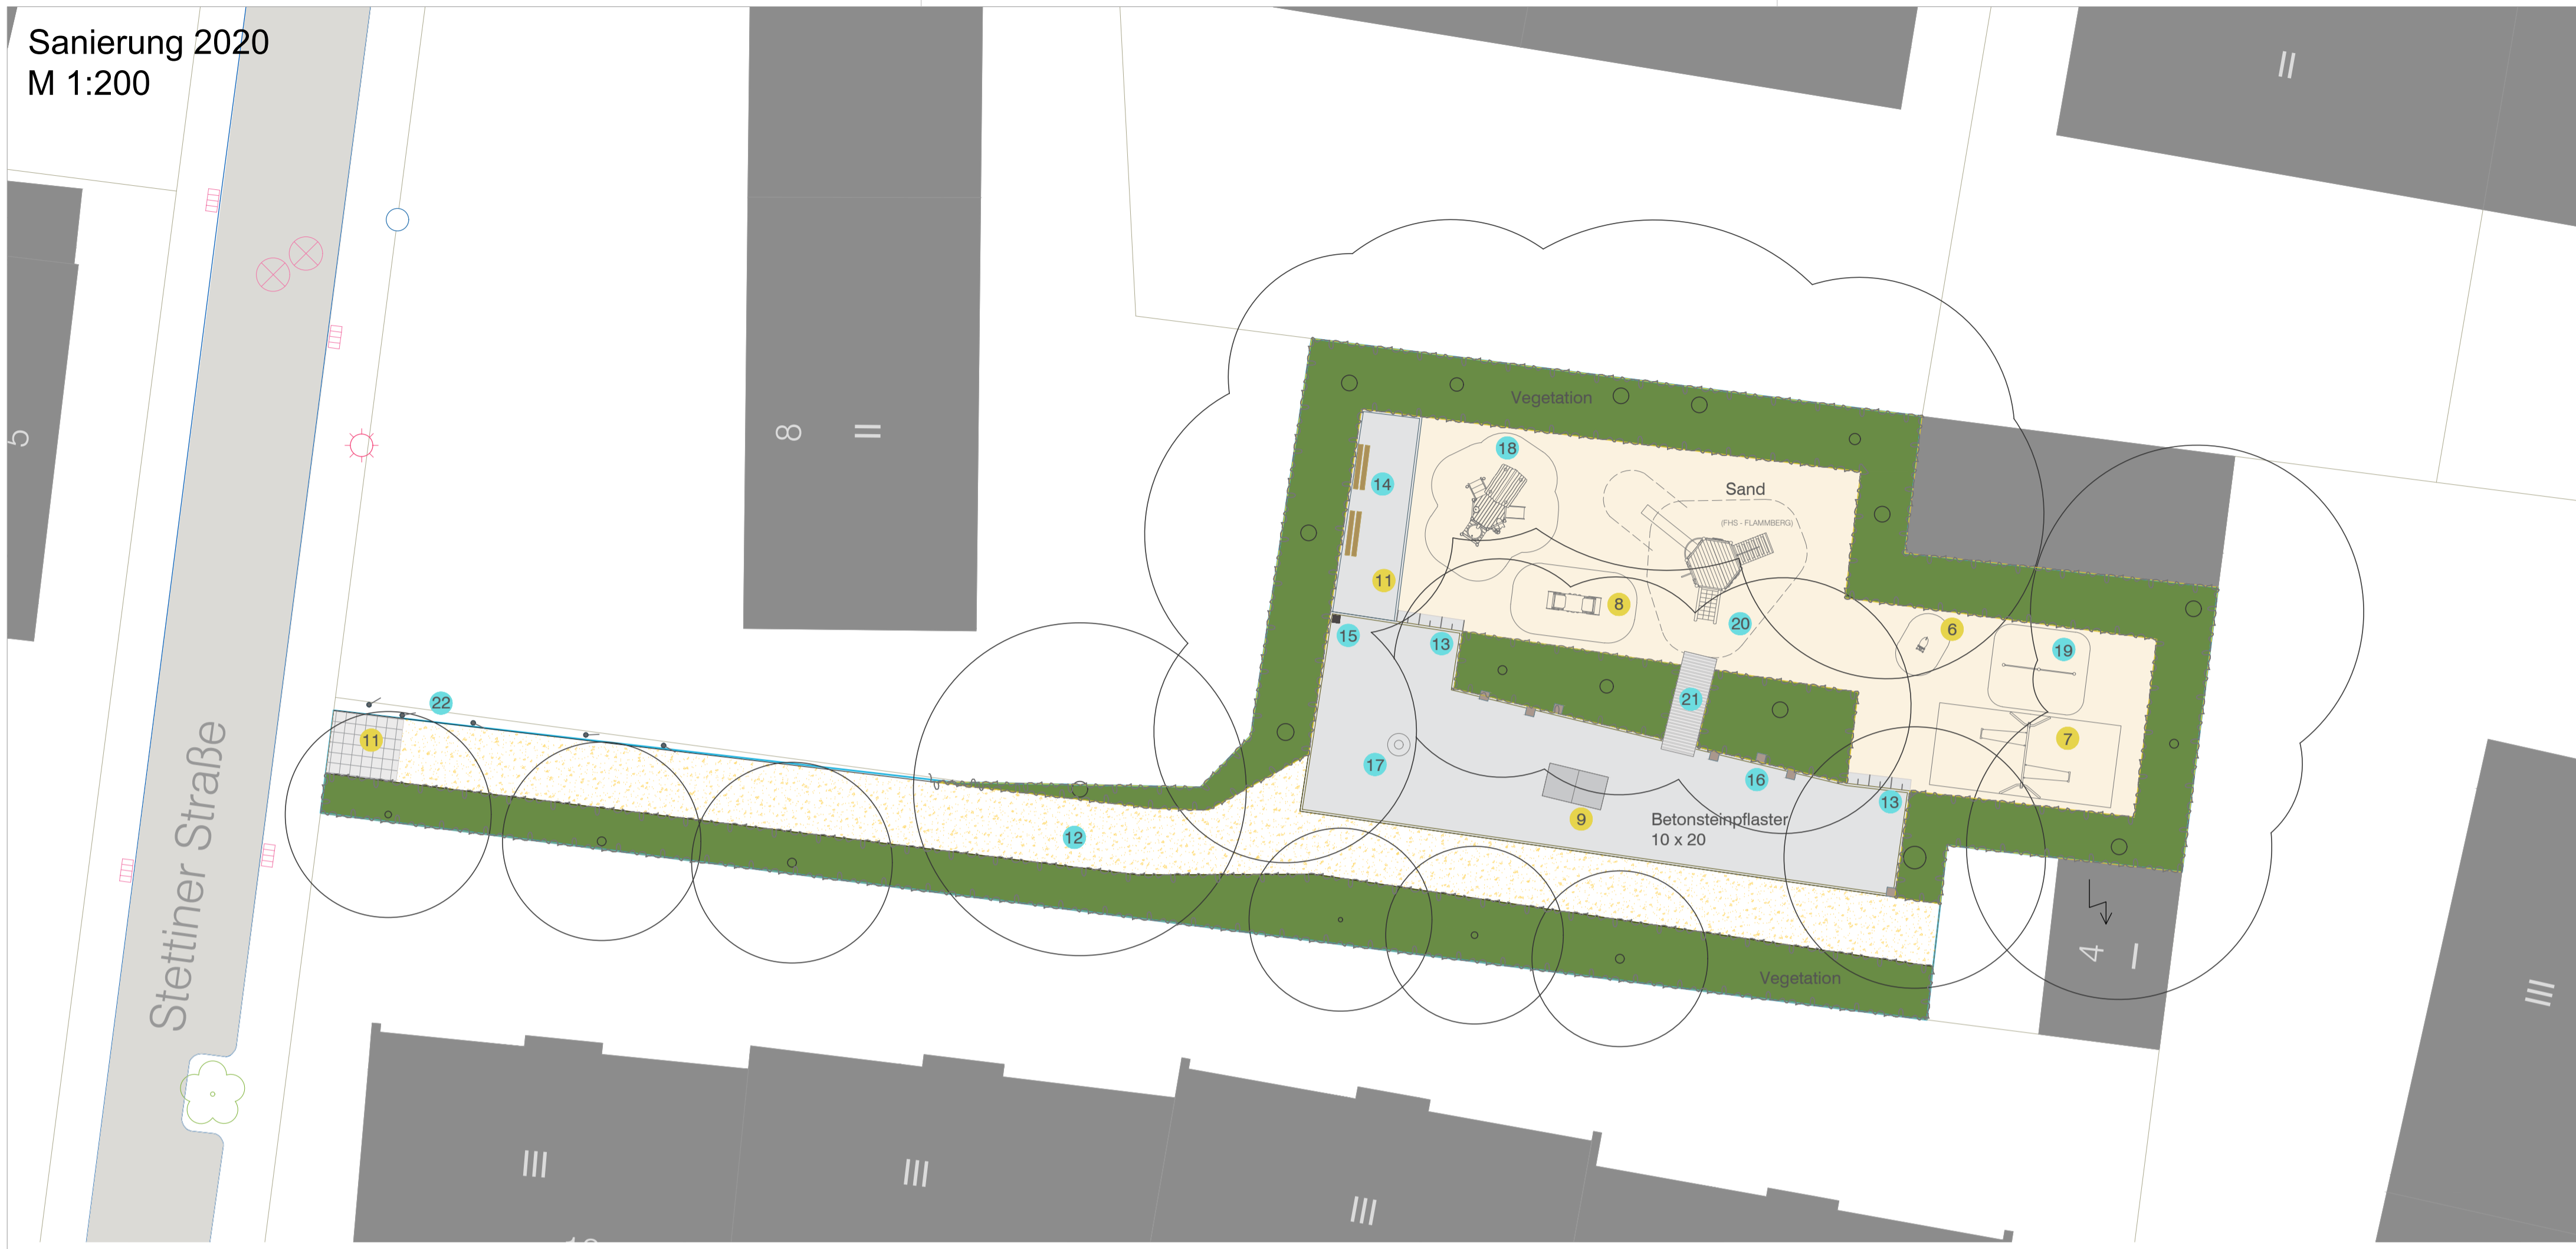 Sanierung 2020
M 1:200
II
5
8
II
Vegetation
18
14
Sand
(FHS - FLAMMBERG)
11
8
20
6
19
15
13
22
21
11
7
17
16
13
9
Betonsteinpflaster
10 x 20
12
Stettiner Straße
4
I
Vegetation
III
III
III
III